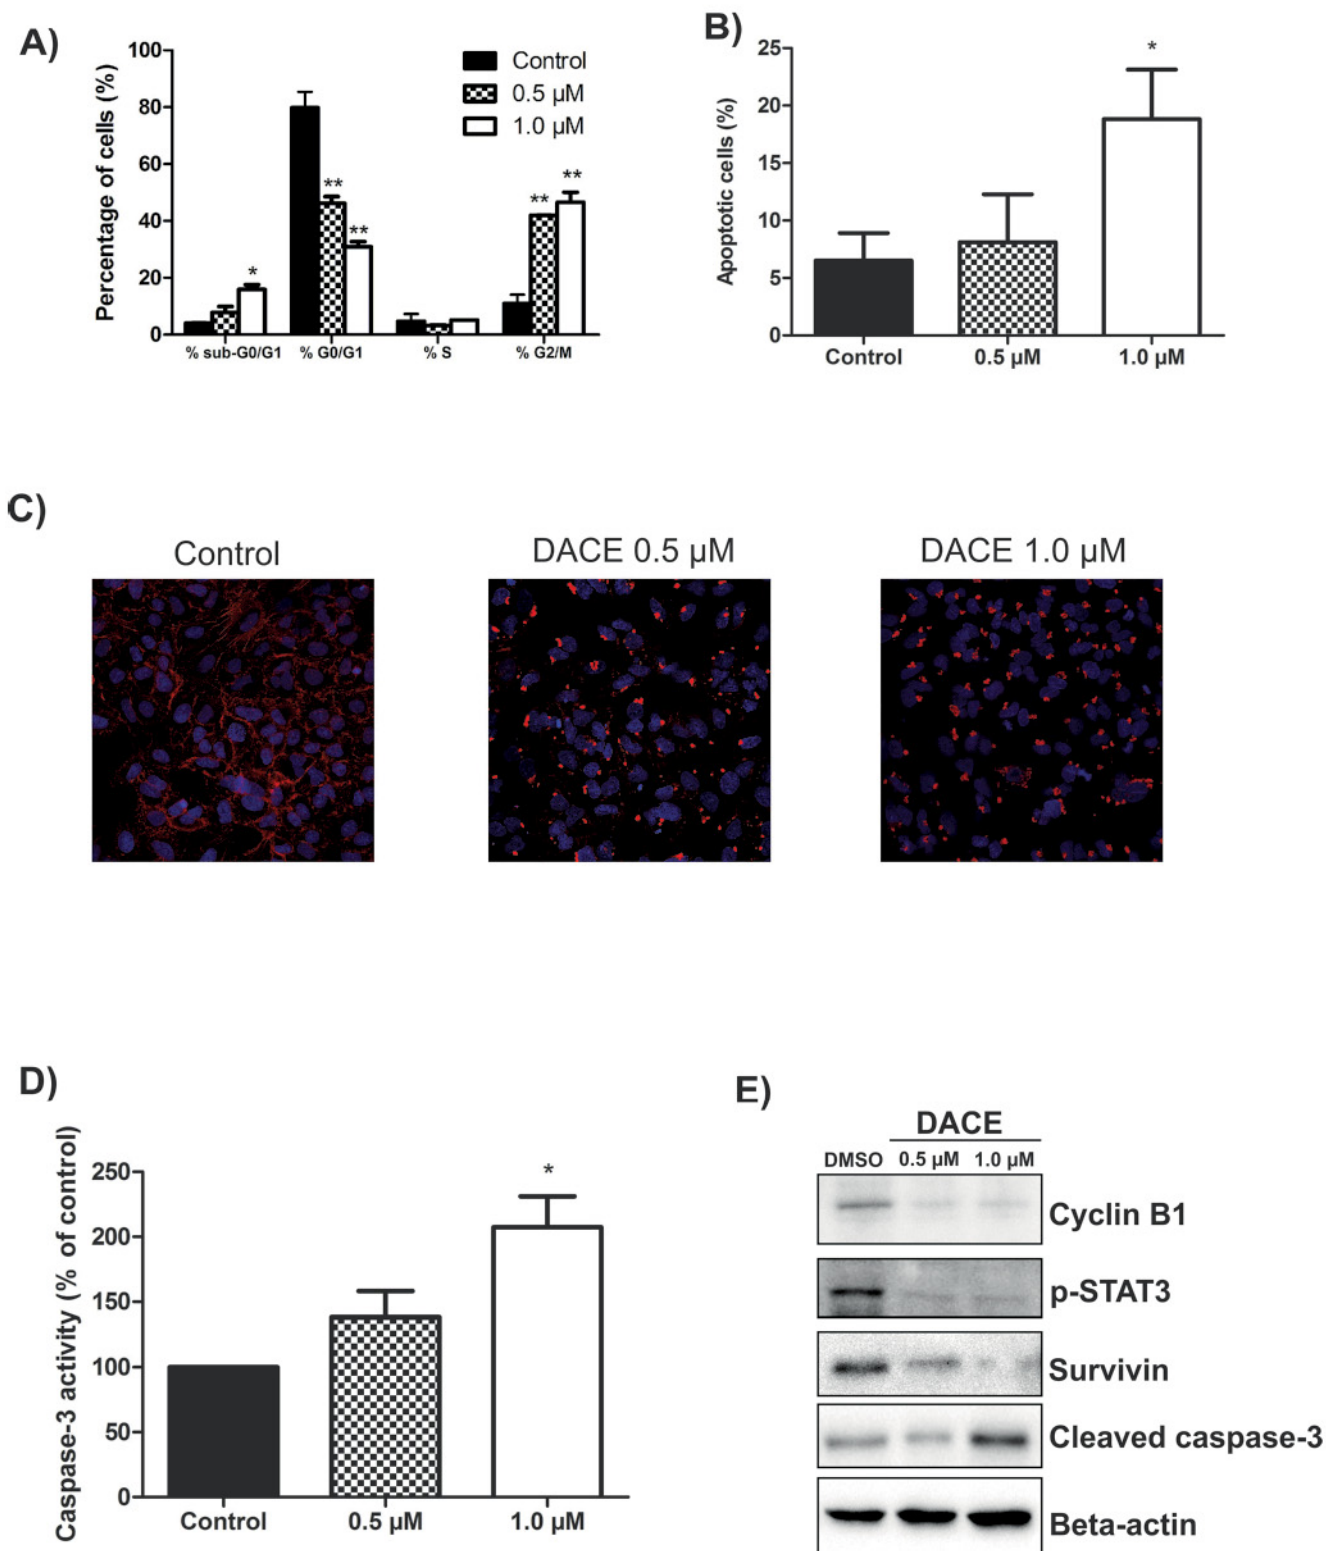 A)
Percentage of cells (%)
100
80
60
40
20
0
Control
0.5 µM
1.0 µM
*
**
**
**
**
% sub-G0/G1
% G0/G1
% S
% G2/M
B)
Apoptotic cells (%)
25
20
15
10
5
0
*
Control
0.5 µM
1.0 µM
C)
Control
DACE 0.5 µM
DACE 1.0 µM
D)
Caspase-3 activity (% of control)
250
200
150
100
50
0
*
Control
0.5 µM
1.0 µM
E)
DACE
DMSO 0.5 µM 1.0 µM
Cyclin B1
p-STAT3
Survivin
Cleaved caspase-3
Beta-actin